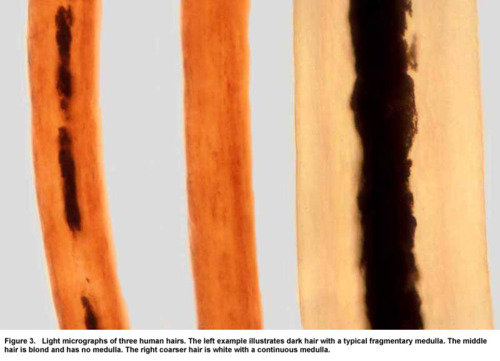 Figure 3. Light micrographs of three human hairs. The left example illustrates dark hair with a typical fragmentary medulla. The middle
hair is blond and has no medulla. The right coarser hair is white with a continuous medulla.